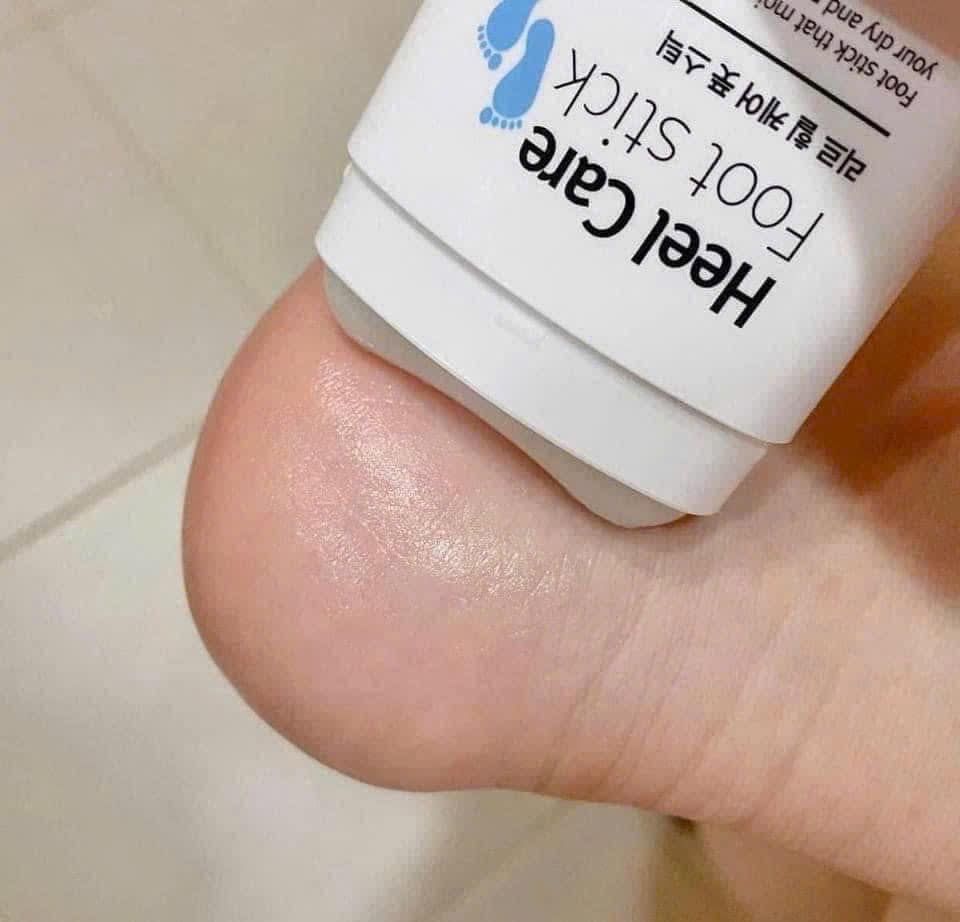 Heel Care
Foot stick
리르 힐 케어 풋 스틱
Foot stick that moi
your dry and